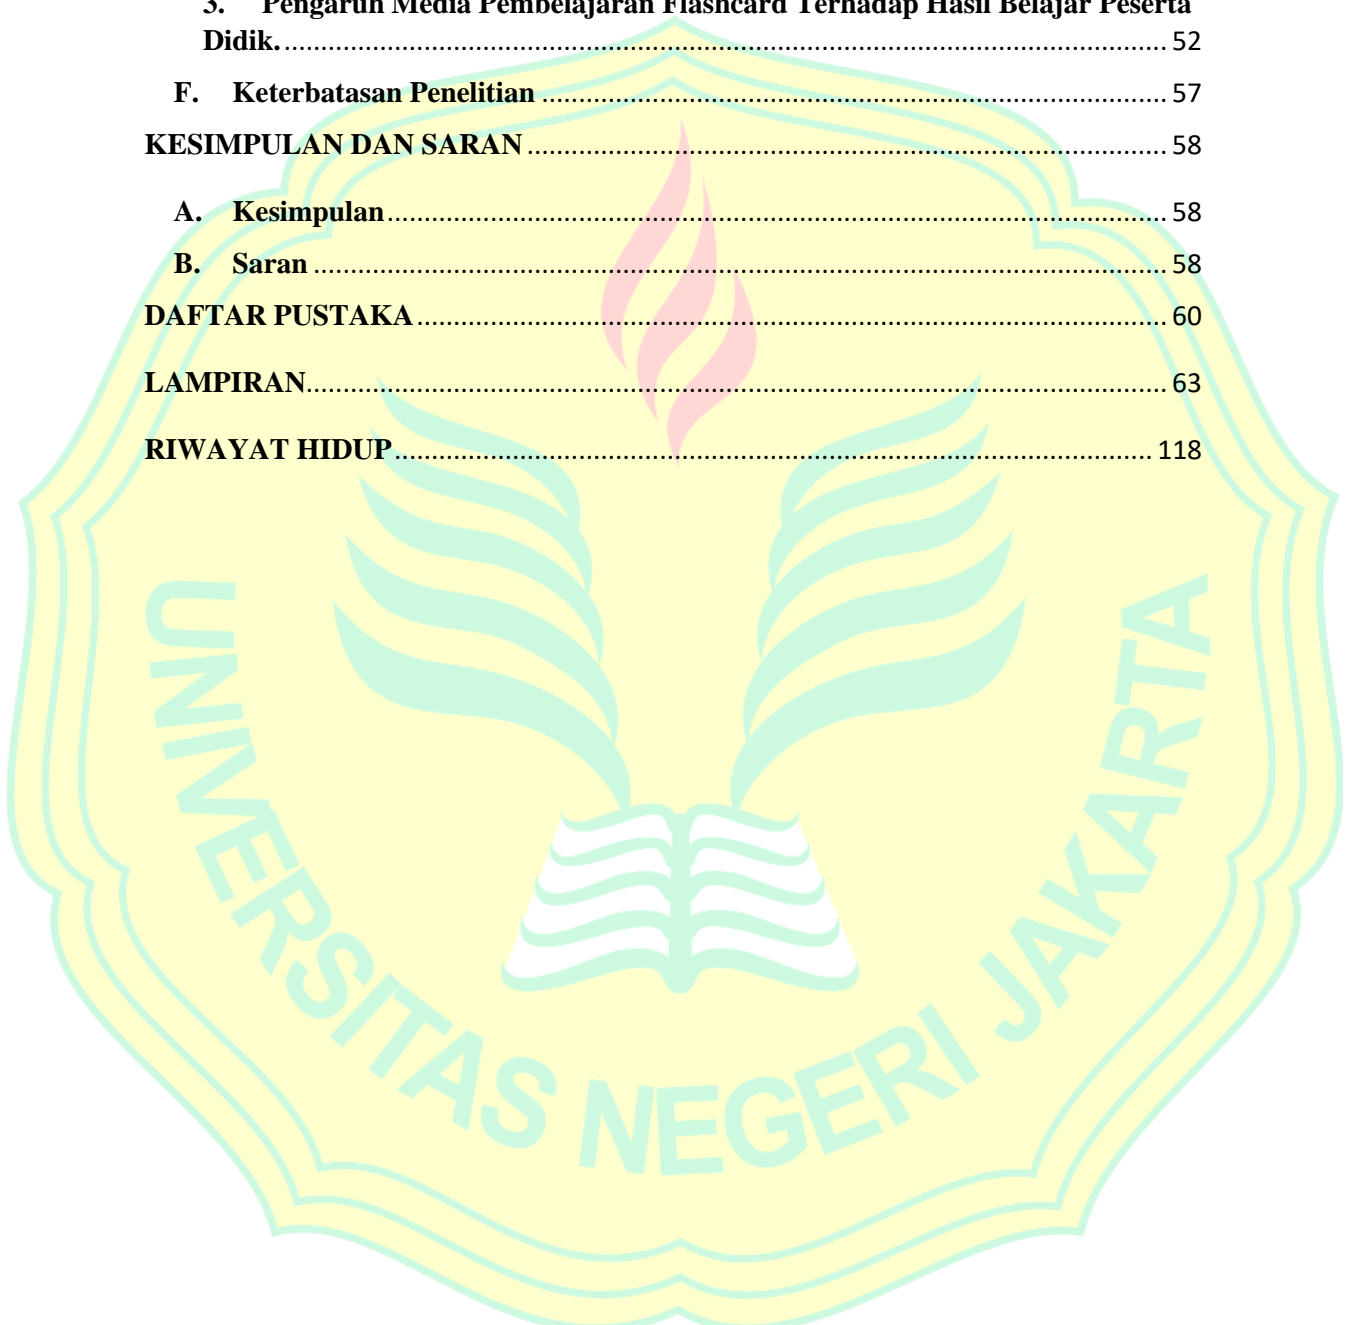 3. Pengaruh Media Pembelajaran Flashcard Terhadap Hasil Belajar Peserta
Didik. 52
F. Keterbatasan Penelitian 57
KESIMPULAN DAN SARAN 58
A. Kesimpulan 58
B. Saran 58
DAFTAR PUSTAKA 60
LAMPIRAN 63
RIWAYAT HIDUP 118
UNIVERSITAS NEGERI JAKARTA